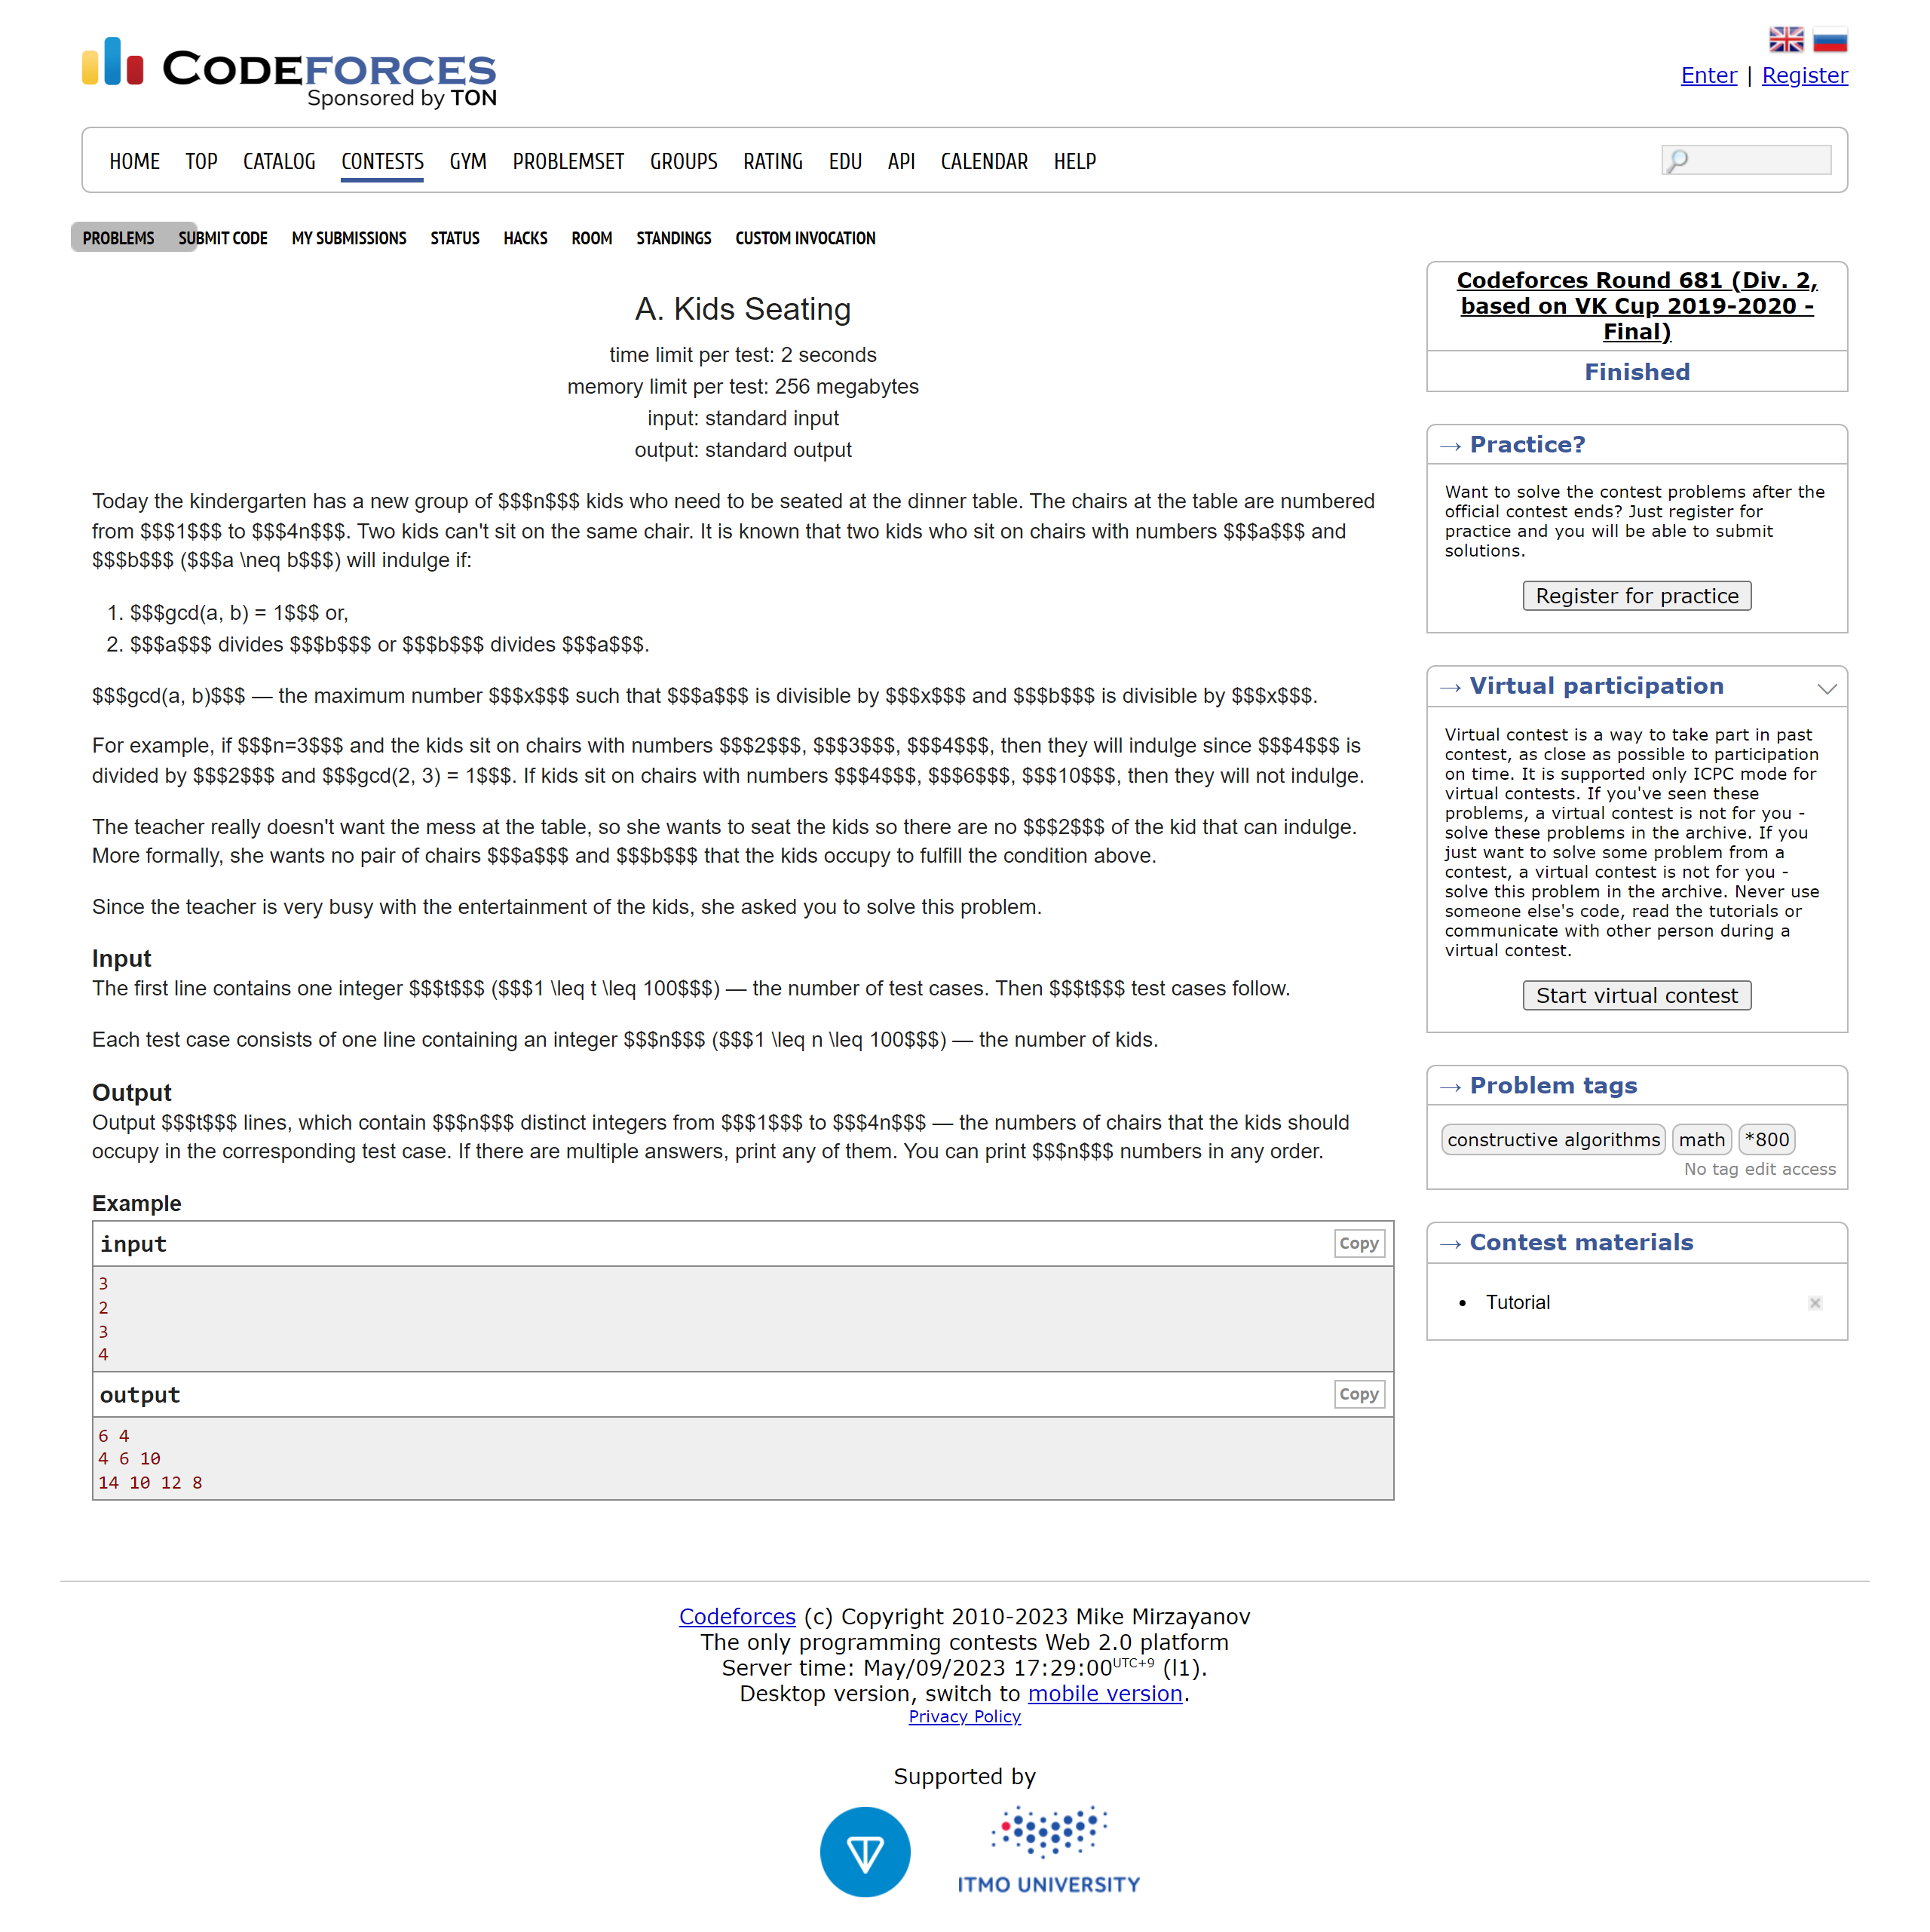 CODEFORCES
Sponsored by TON
Enter | Register
HOME TOP CATALOG CONTESTS GYM PROBLEMSET GROUPS RATING EDU API CALENDAR HELP
PROBLEMS SUBMIT CODE MY SUBMISSIONS STATUS HACKS ROOM STANDINGS CUSTOM INVOCATION
A. Kids Seating
time limit per test: 2 seconds
memory limit per test: 256 megabytes
input: standard input
output: standard output
Today the kindergarten has a new group of $$$n$$$ kids who need to be seated at the dinner table. The chairs at the table are numbered
from $$$1$$$ to $$$4n$$$. Two kids can't sit on the same chair. It is known that two kids who sit on chairs with numbers $$$a$$$ and
$$$b$$$ ($$$a \neq b$$$) will indulge if:
1. $$$gcd(a, b) = 1$$$ or,
2. $$$a$$$ divides $$$b$$$ or $$$b$$$ divides $$$a$$$.
$$$gcd(a, b)$$$ — the maximum number $$$x$$$ such that $$$a$$$ is divisible by $$$x$$$ and $$$b$$$ is divisible by $$$x$$$.
For example, if $$$n=3$$$ and the kids sit on chairs with numbers $$$2$$$, $$$3$$$, $$$4$$$, then they will indulge since $$$4$$$ is
divided by $$$2$$$ and $$$gcd(2, 3) = 1$$$. If kids sit on chairs with numbers $$$4$$$, $$$6$$$, $$$10$$$, then they will not indulge.
The teacher really doesn't want the mess at the table, so she wants to seat the kids so there are no $$$2$$$ of the kid that can indulge.
More formally, she wants no pair of chairs $$$a$$$ and $$$b$$$ that the kids occupy to fulfill the condition above.
Since the teacher is very busy with the entertainment of the kids, she asked you to solve this problem.
Input
The first line contains one integer $$$t$$$ ($$$1 \leq t \leq 100$$$) — the number of test cases. Then $$$t$$$ test cases follow.
Each test case consists of one line containing an integer $$$n$$$ ($$$1 \leq n \leq 100$$$) — the number of kids.
Output
Output $$$t$$$ lines, which contain $$$n$$$ distinct integers from $$$1$$$ to $$$4n$$$ — the numbers of chairs that the kids should
occupy in the corresponding test case. If there are multiple answers, print any of them. You can print $$$n$$$ numbers in any order.
Example
input Copy
3
2
3
4
output Copy
6 4
4 6 10
14 10 12 8
Codeforces Round 681 (Div. 2,
based on VK Cup 2019-2020 -
Final)
Finished
→ Practice?
Want to solve the contest problems after the
official contest ends? Just register for
practice and you will be able to submit
solutions.
Register for practice
→ Virtual participation
Virtual contest is a way to take part in past
contest, as close as possible to participation
on time. It is supported only ICPC mode for
virtual contests. If you've seen these
problems, a virtual contest is not for you -
solve these problems in the archive. If you
just want to solve some problem from a
contest, a virtual contest is not for you -
solve this problem in the archive. Never use
someone else's code, read the tutorials or
communicate with other person during a
virtual contest.
Start virtual contest
→ Problem tags
constructive algorithms math *800
No tag edit access
→ Contest materials
• Tutorial
Codeforces (c) Copyright 2010-2023 Mike Mirzayanov
The only programming contests Web 2.0 platform
Server time: May/09/2023 17:29:00UTC+9 (l1).
Desktop version, switch to mobile version.
Privacy Policy
Supported by
ITMO UNIVERSITY